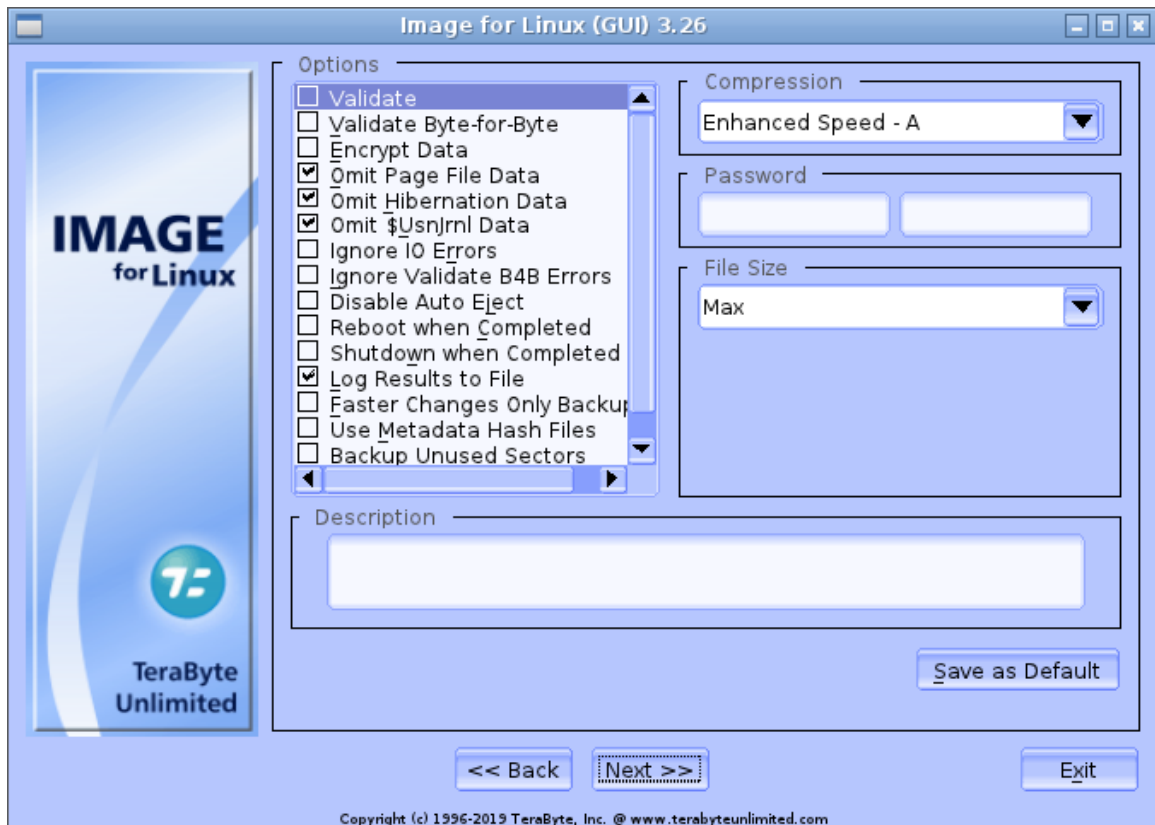 Image for Linux (GUI) 3.26
IMAGE
for Linux
TeraByte
Unlimited
Options
Validate
Validate Byte-for-Byte
Encrypt Data
Omit Page File Data
Omit Hibernation Data
Omit $UsnJrnl Data
Ignore IO Errors
Ignore Validate B4B Errors
Disable Auto Eject
Reboot when Completed
Shutdown when Completed
Log Results to File
Faster Changes Only Backup
Use Metadata Hash Files
Backup Unused Sectors
Compression
Enhanced Speed - A
Password
File Size
Max
Description
Save as Default
<< Back
Next >>
Exit
Copyright (c) 1996-2019 TeraByte, Inc. @ www.terabyteunlimited.com